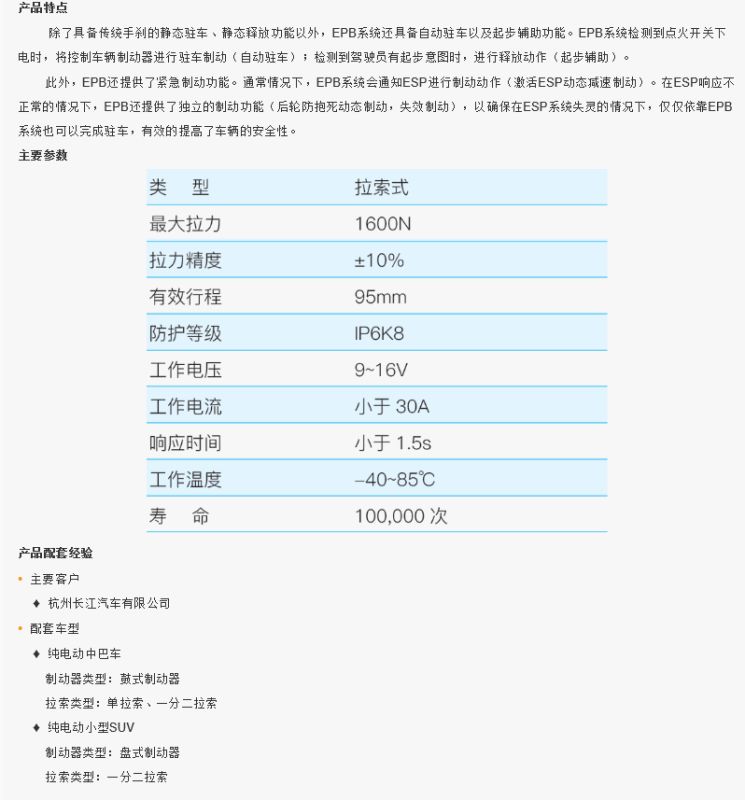 产品特点
除了具备传统手刹的静态驻车、静态释放功能以外，EPB系统还具备自动驻车以及起步辅助功能。EPB系统检测到点火开关下
电时，将控制车辆制动器进行驻车制动（自动驻车）；检测到驾驶员有起步意图时，进行释放动作（起步辅助）。
此外，EPB还提供了紧急制动功能。通常情况下，EPB系统会通知ESP进行制动动作（激活ESP动态减速制动）。在ESP响应不
正常的情况下，EPB还提供了独立的制动功能（后轮防抱死动态制动，失效制动），以确保在ESP系统失灵的情况下，仅仅依靠EPB
系统也可以完成驻车，有效的提高了车辆的安全性。
主要参数
类 型 拉索式
最大拉力 1600N
拉力精度 ±10%
有效行程 95mm
防护等级 IP6K8
工作电压 9~16V
工作电流 小于 30A
响应时间 小于 1.5s
工作温度 –40~85℃
寿 命 100,000 次
产品配套经验
• 主要客户
♦ 杭州长江汽车有限公司
• 配套车型
♦ 纯电动中巴车
制动器类型：鼓式制动器
拉索类型：单拉索、一分二拉索
♦ 纯电动小型SUV
制动器类型：盘式制动器
拉索类型：一分二拉索